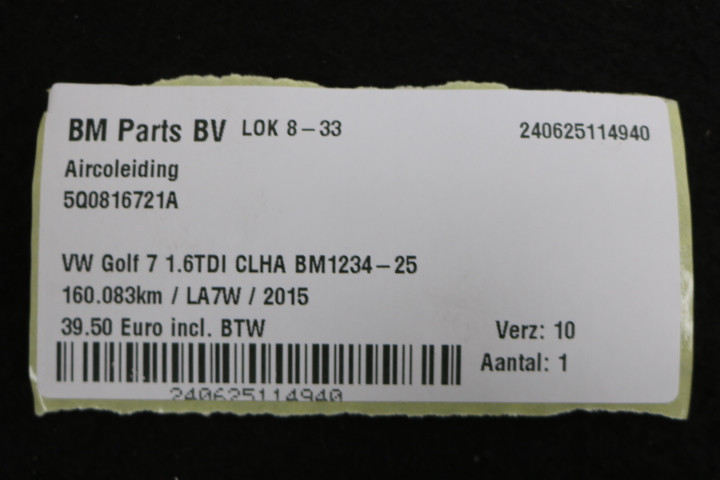 BM Parts BV LOK 8-33 240625114940
Aircoleiding
5Q0816721A
VW Golf 7 1.6TDI CLHA BM1234-25
160.083km / LA7W / 2015
39.50 Euro incl. BTW Verz: 10
Aantal: 1
240625114940